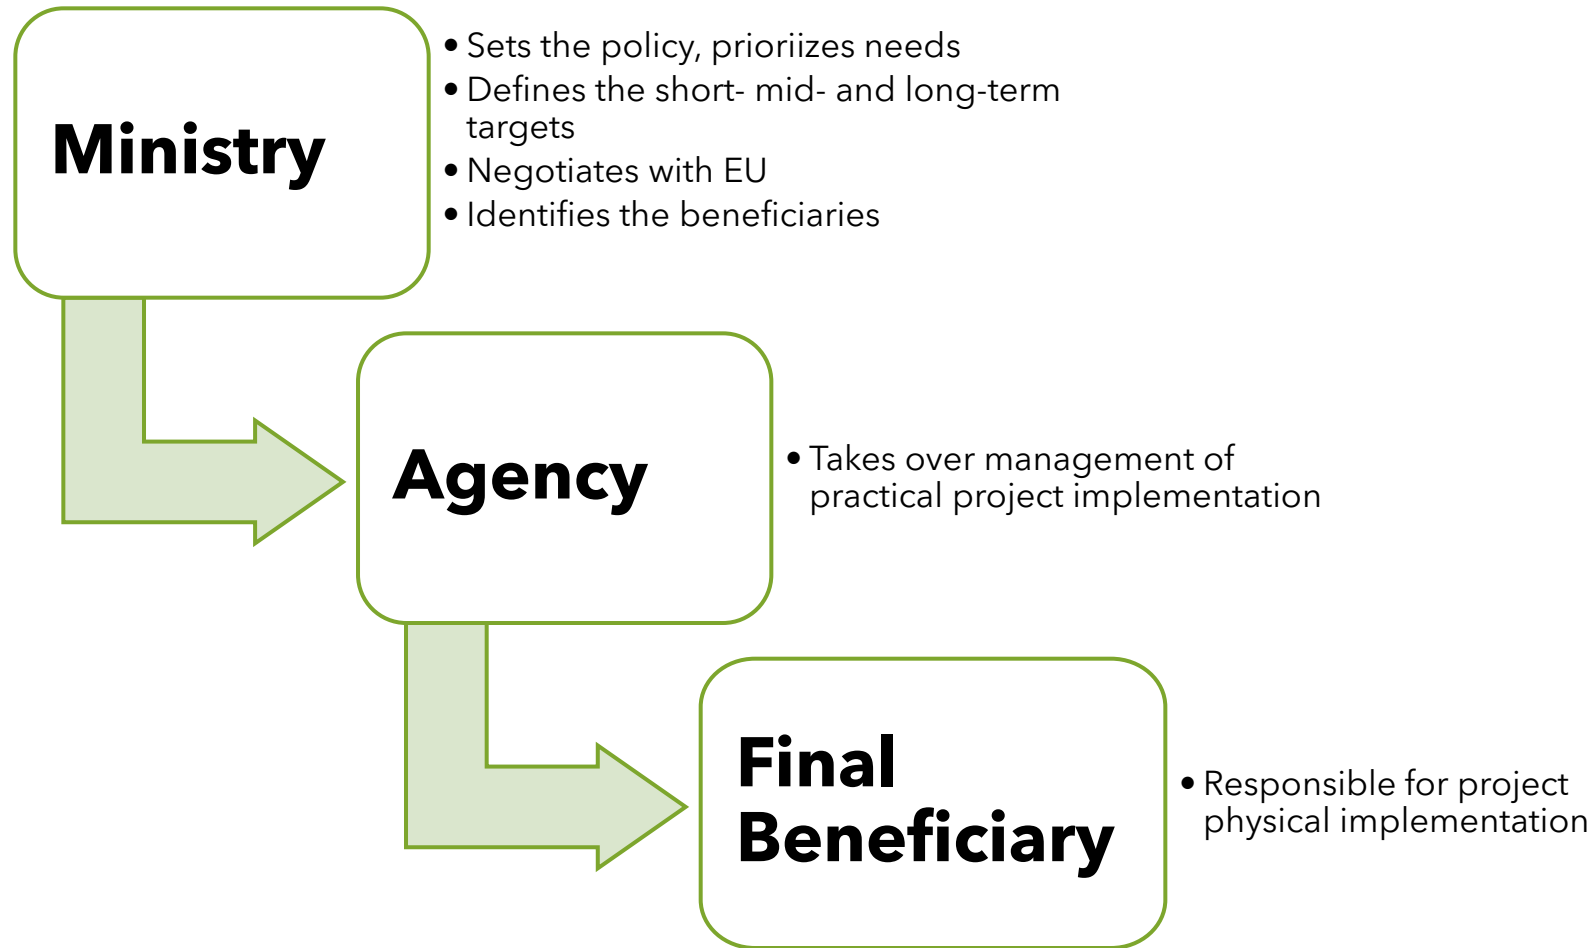 Ministry
• Sets the policy, prioriizes needs
• Defines the short- mid- and long-term
targets
• Negotiates with EU
• Identifies the beneficiaries
Agency
• Takes over management of
practical project implementation
Final
Beneficiary
• Responsible for project
physical implementation